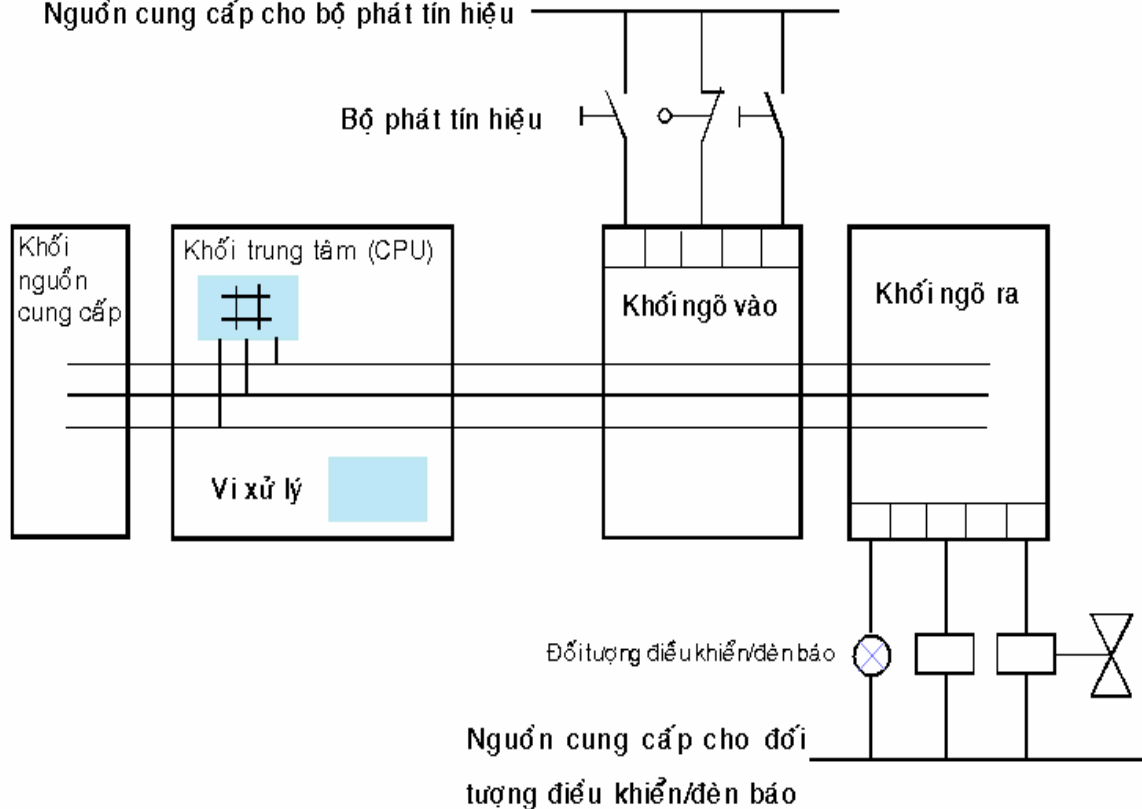 Nguồn cung cấp cho bộ phát tín hiệu
Bộ phát tín hiệu
Khối
nguồn
cung cấp
Khối trung tâm (CPU)
Vi xử lý
Khối ngõ vào
Khối ngõ ra
Đối tượng điều khiển/đèn báo
Nguồn cung cấp cho đối
tượng điều khiển/đèn báo